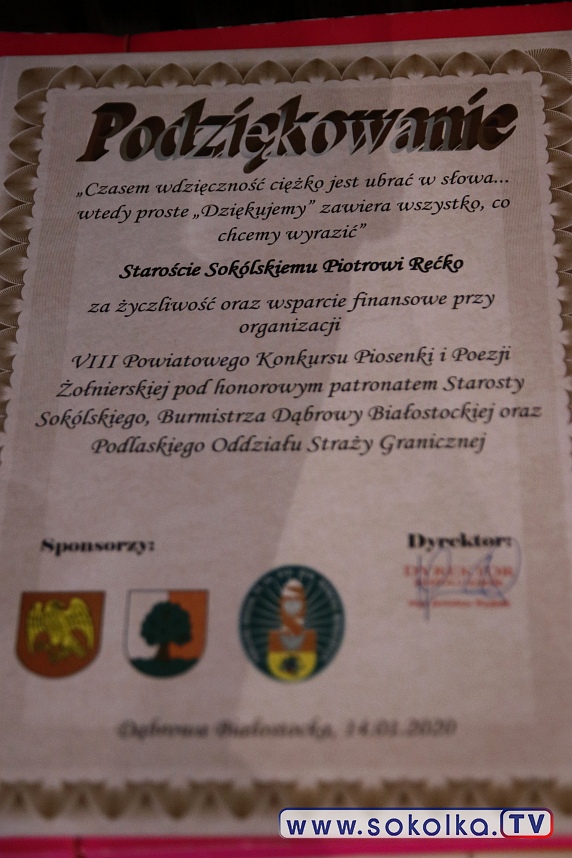 Podziękowanie
„Czasem wdzięczność ciężko jest ubrać w słowa...
wtedy proste „Dziękujemy” zawiera wszystko, co
chcemy wyrazić”
Staroście Sokólskiemu Piotrowi Rećko
za życzliwość oraz wsparcie finansowe przy
organizacji
VIII Powiatowego Konkursu Piosenki i Poezji
Żołnierskiej pod honorowym patronatem Starosty
Sokólskiego, Burmistrza Dąbrowy Białostockiej oraz
Podlaskiego Oddziału Straży Granicznej
Sponsorzy:
Dyrektor:
DYREKTOR
Dąbrowa Białostocka, 14.01.2020
www.sokolka.TV